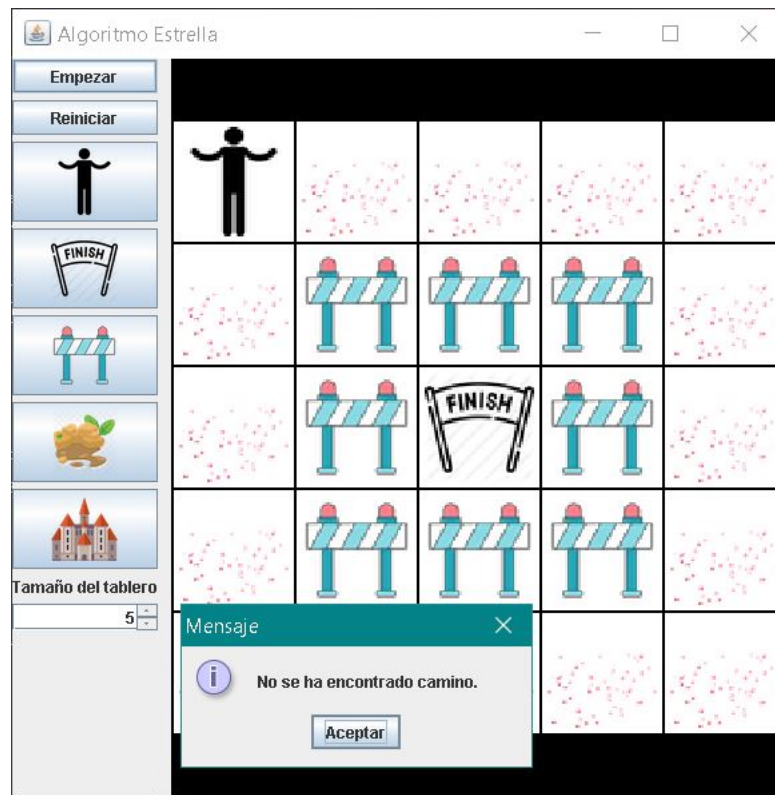 Algoritmo Estrella
Empezar
Reiniciar
FINISH
FINISH
Tamaño del tablero
5
Mensaje
No se ha encontrado camino.
Aceptar